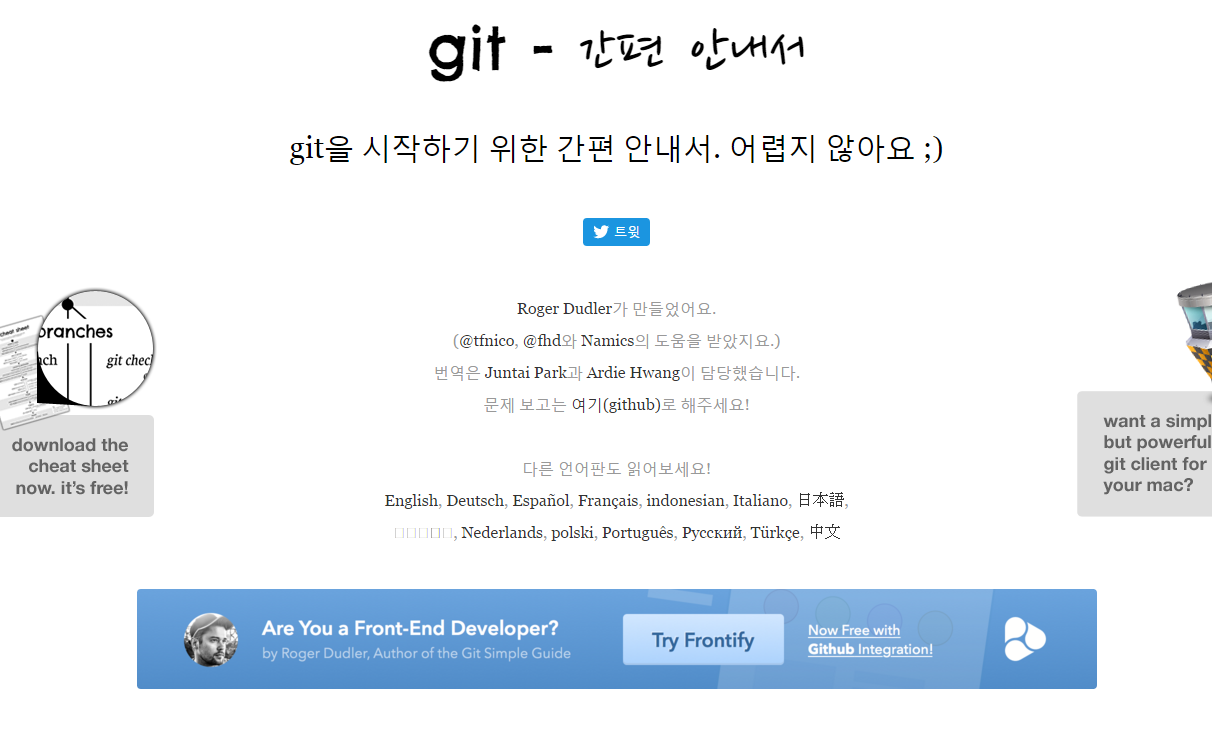 git - 간편 안내서
git을 시작하기 위한 간편 안내서. 어렵지 않아요 ;)
트윗
Roger Dudler가 만들었어요.
(@tfnico, @fhd와 Namics의 도움을 받았지요.)
번역은 Juntai Park과 Ardie Hwang이 담당했습니다.
문제 보고는 여기(github)로 해주세요!
다른 언어판도 읽어보세요!
English, Deutsch, Español, Français, indonesian, Italiano, 日本語,
□□□□□, Nederlands, polski, Português, Русский, Türkçe, 中文
cheat sheet
branches
git chec
download the
cheat sheet
now. it's free!
want a simpl
but powerful
git client for
your mac?
Are You a Front-End Developer?
by Roger Dudler, Author of the Git Simple Guide
Try Frontify
Now Free with
Github Integration!